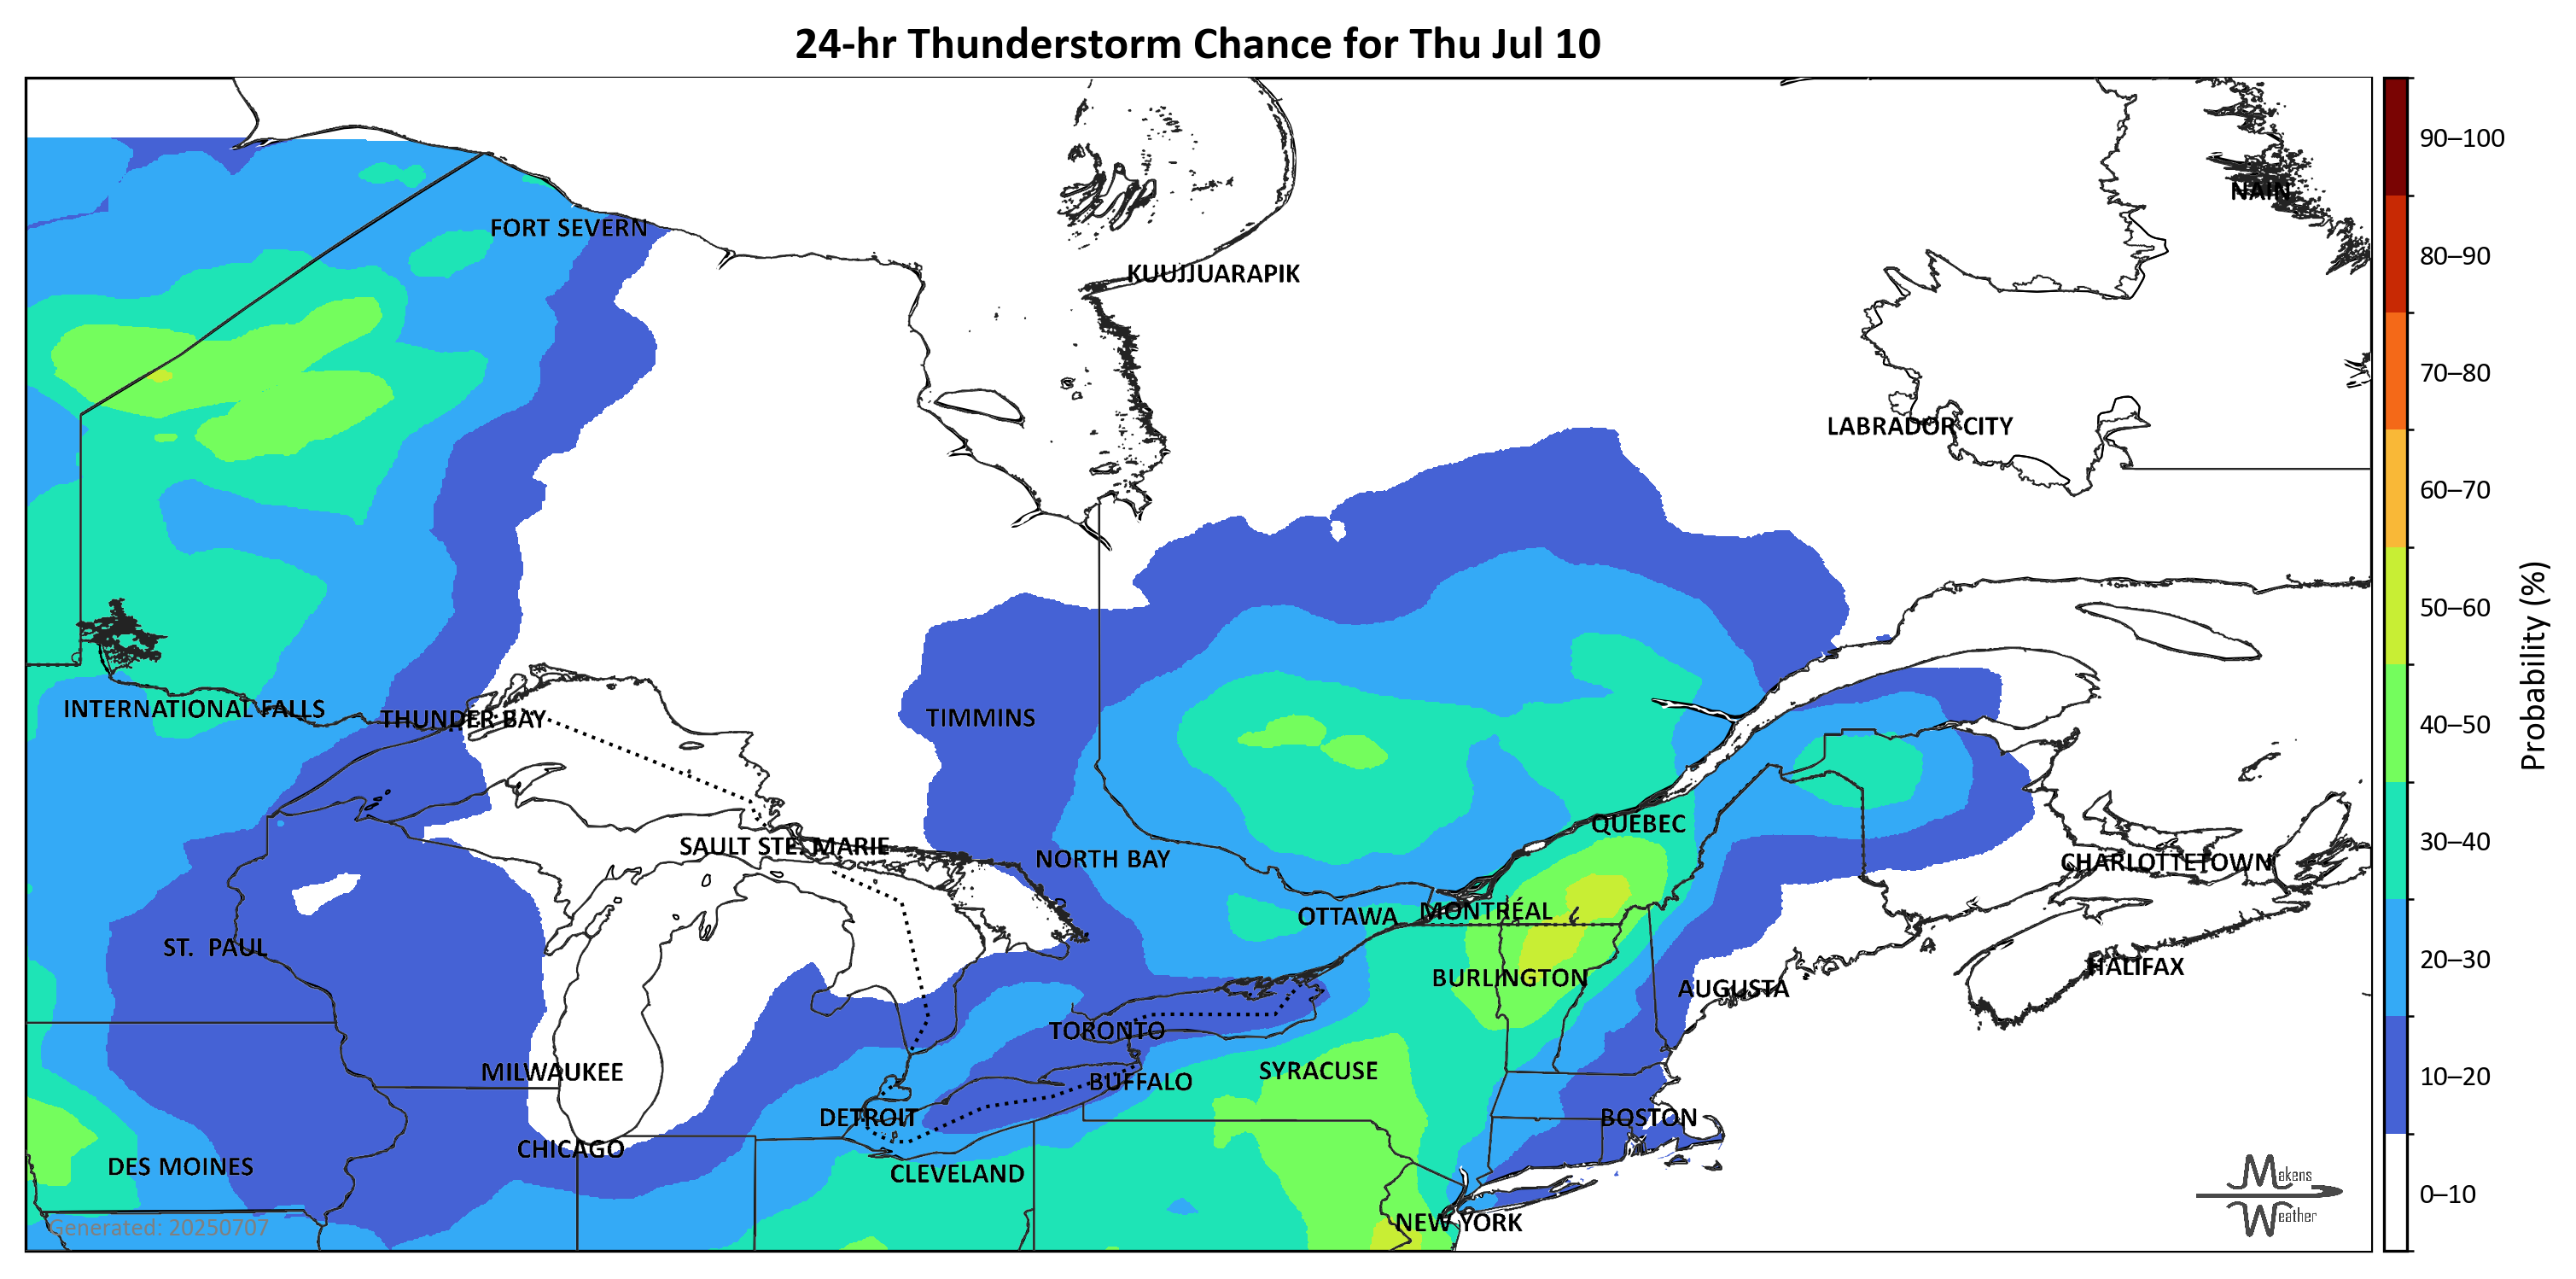 24-hr Thunderstorm Chance for Thu Jul 10
90–100
NAIN
FORT SEVERN
80–90
KUUJJUARAPIK
70–80
LABRADOR CITY
60–70
50–60
Probability (%)
INTERNATIONAL FALLS
THUNDER BAY
TIMMINS
40–50
QUEBEC
SAULT STE. MARIE
30–40
NORTH BAY
CHARLOTTETOWN
OTTAWA
MONTRÉAL
ST. PAUL
20–30
HALIFAX
BURLINGTON
AUGUSTA
TORONTO
MILWAUKEE
SYRACUSE
10–20
BUFFALO
DETROIT
BOSTON
CHICAGO
DES MOINES
CLEVELAND
Makens
Weather
0–10
NEW YORK
Generated: 20250707